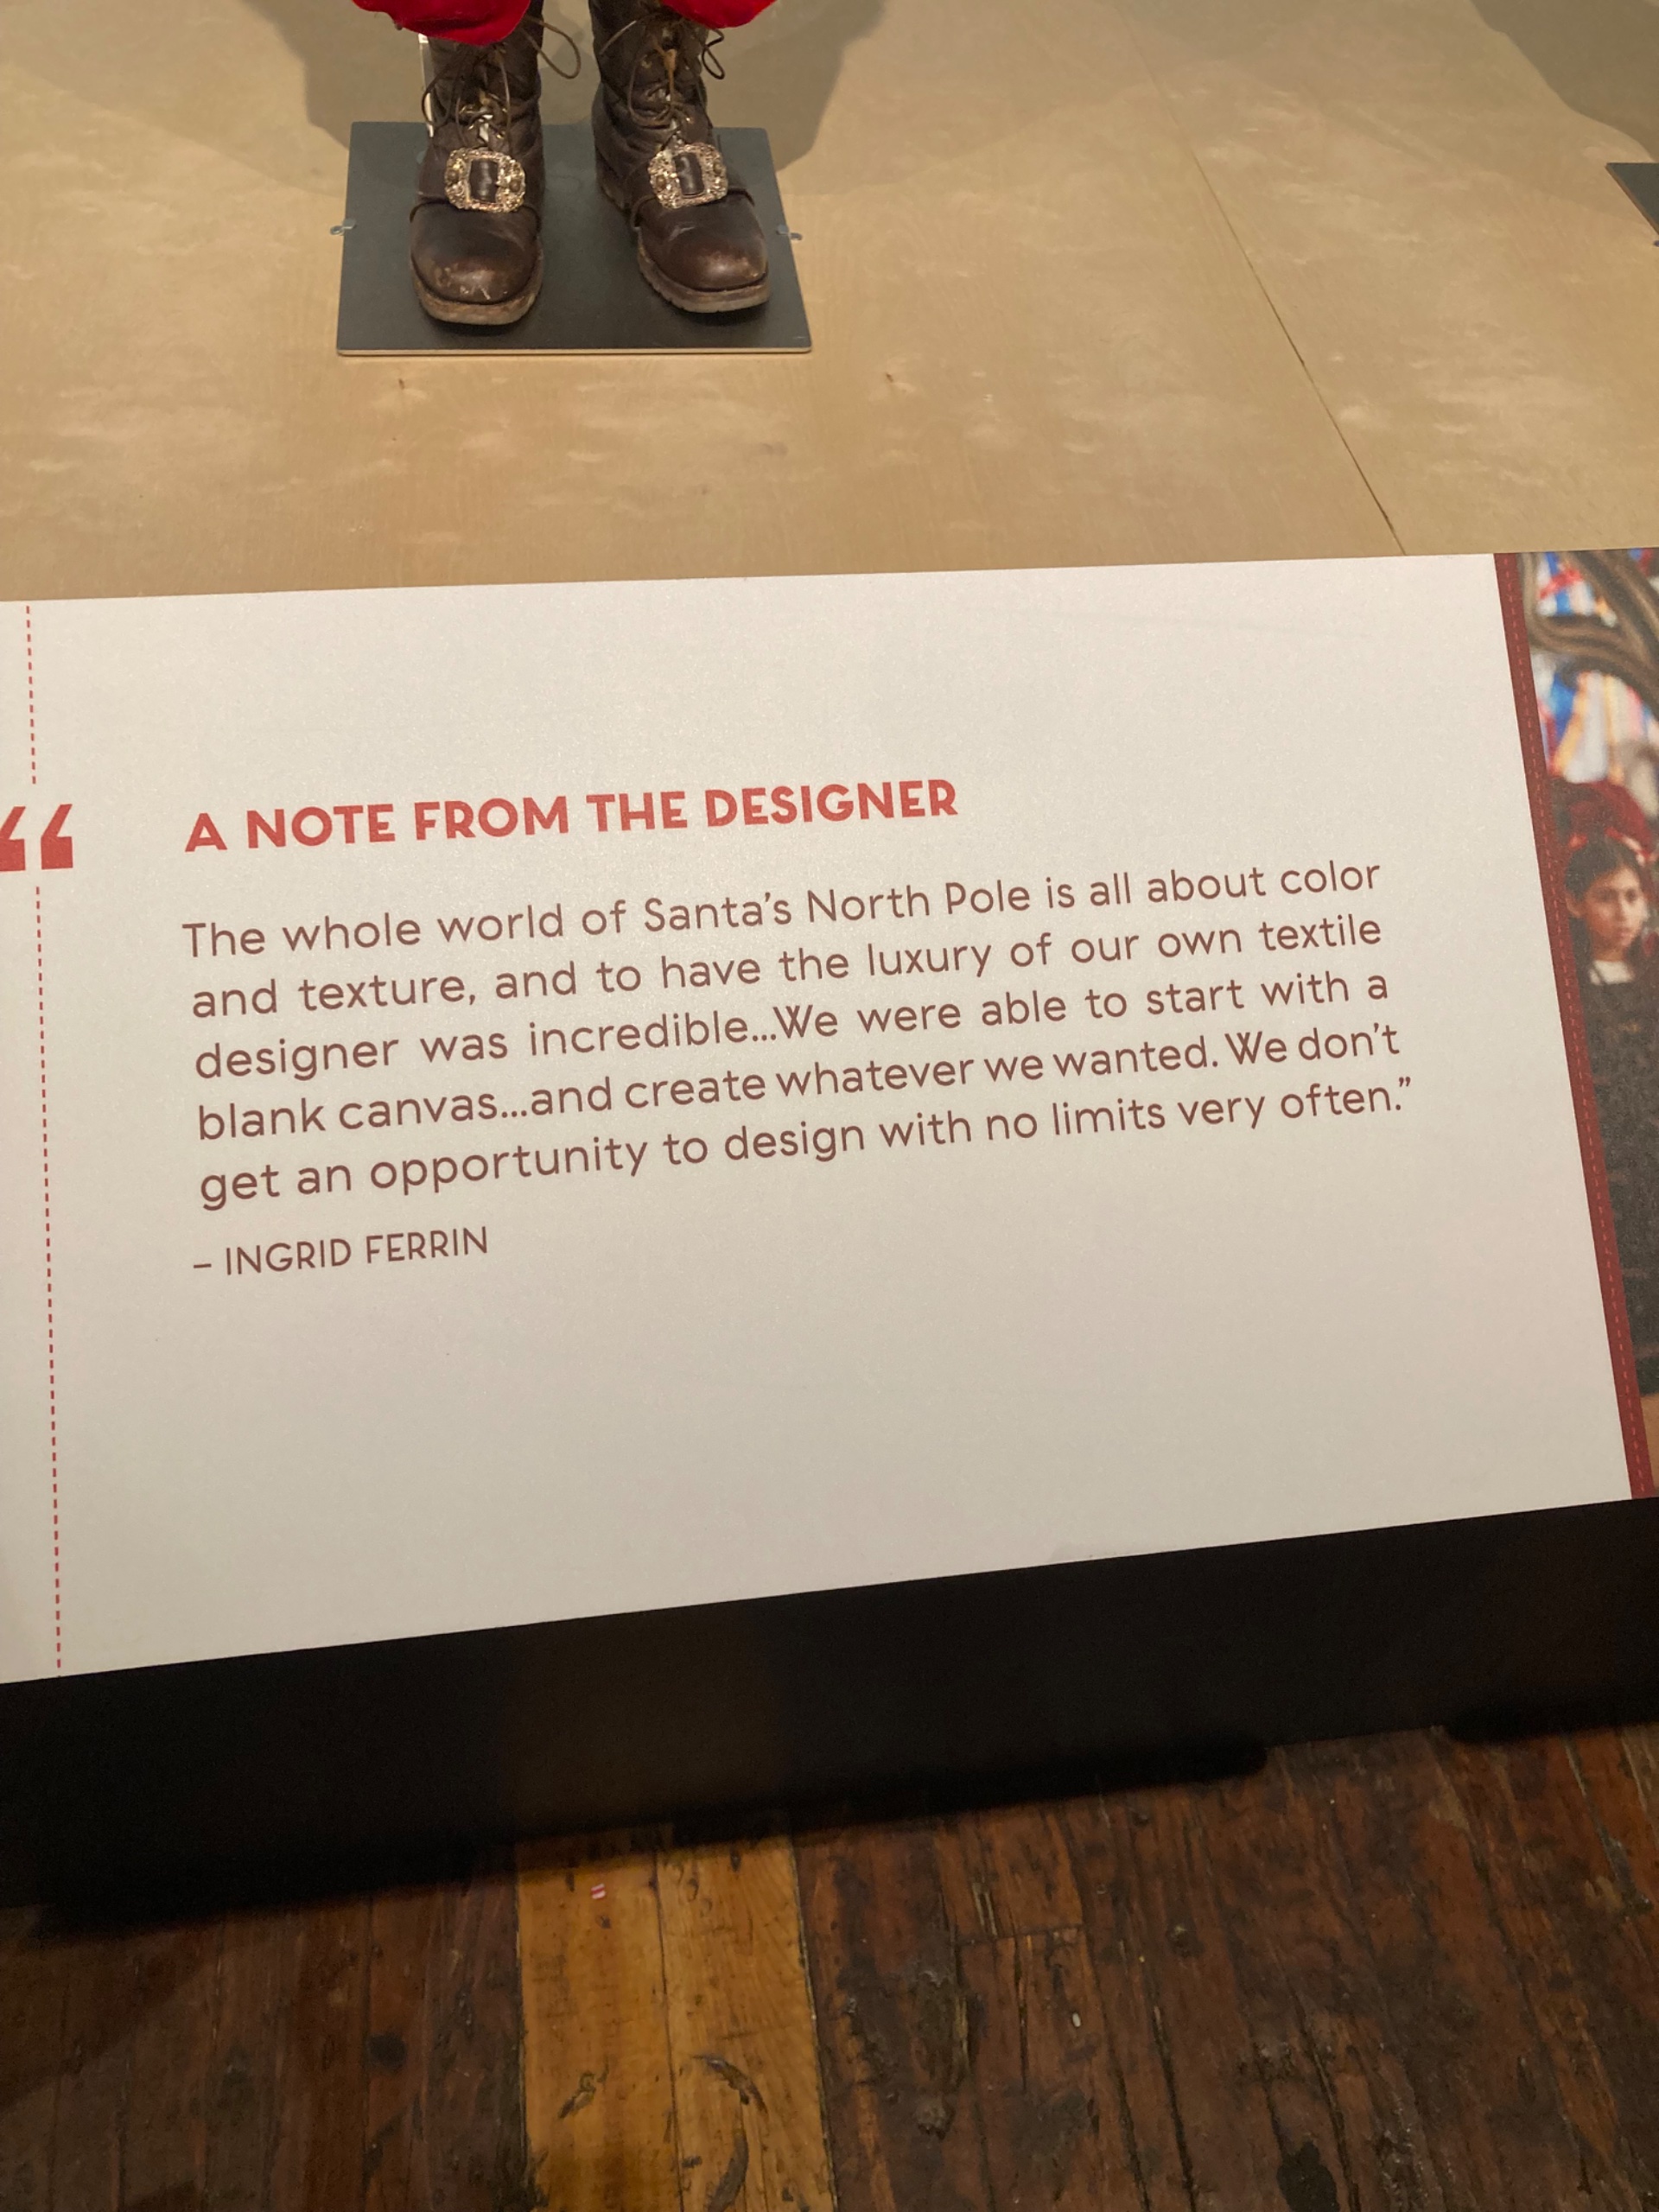 “
A NOTE FROM THE DESIGNER
The whole world of Santa’s North Pole is all about color
and texture, and to have the luxury of our own textile
designer was incredible...We were able to start with a
blank canvas...and create whatever we wanted. We don’t
get an opportunity to design with no limits very often.”
– INGRID FERRIN